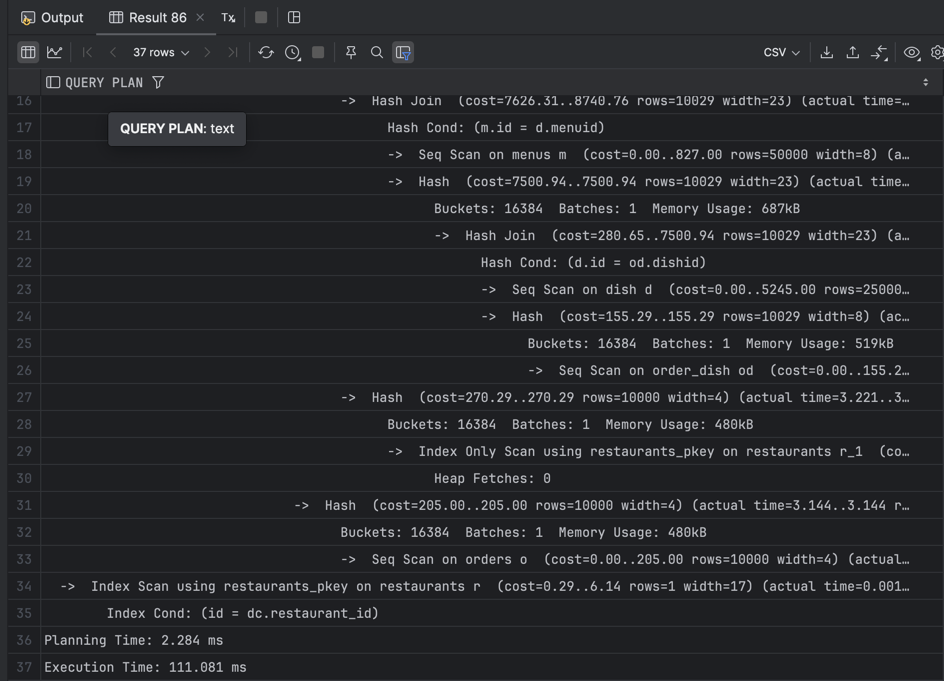 Output Result 86 Tx
37 rows CSV
QUERY PLAN
16 -> Hash Join (cost=7626.31..8740.76 rows=10029 width=23) (actual time=…
17 Hash Cond: (m.id = d.menuid)
QUERY PLAN: text
18 -> Seq Scan on menus m (cost=0.00..827.00 rows=50000 width=8) (a…
19 -> Hash (cost=7500.94..7500.94 rows=10029 width=23) (actual time…
20 Buckets: 16384 Batches: 1 Memory Usage: 687kB
21 -> Hash Join (cost=280.65..7500.94 rows=10029 width=23) (a…
22 Hash Cond: (d.id = od.dishid)
23 -> Seq Scan on dish d (cost=0.00..5245.00 rows=25000…
24 -> Hash (cost=155.29..155.29 rows=10029 width=8) (ac…
25 Buckets: 16384 Batches: 1 Memory Usage: 519kB
26 -> Seq Scan on order_dish od (cost=0.00..155.2…
27 -> Hash (cost=270.29..270.29 rows=10000 width=4) (actual time=3.221..3…
28 Buckets: 16384 Batches: 1 Memory Usage: 480kB
29 -> Index Only Scan using restaurants_pkey on restaurants r_1 (co…
30 Heap Fetches: 0
31 -> Hash (cost=205.00..205.00 rows=10000 width=4) (actual time=3.144..3.144 r…
32 Buckets: 16384 Batches: 1 Memory Usage: 480kB
33 -> Seq Scan on orders o (cost=0.00..205.00 rows=10000 width=4) (actual…
34 -> Index Scan using restaurants_pkey on restaurants r (cost=0.29..6.14 rows=1 width=17) (actual time=0.001…
35 Index Cond: (id = dc.restaurant_id)
36 Planning Time: 2.284 ms
37 Execution Time: 111.081 ms